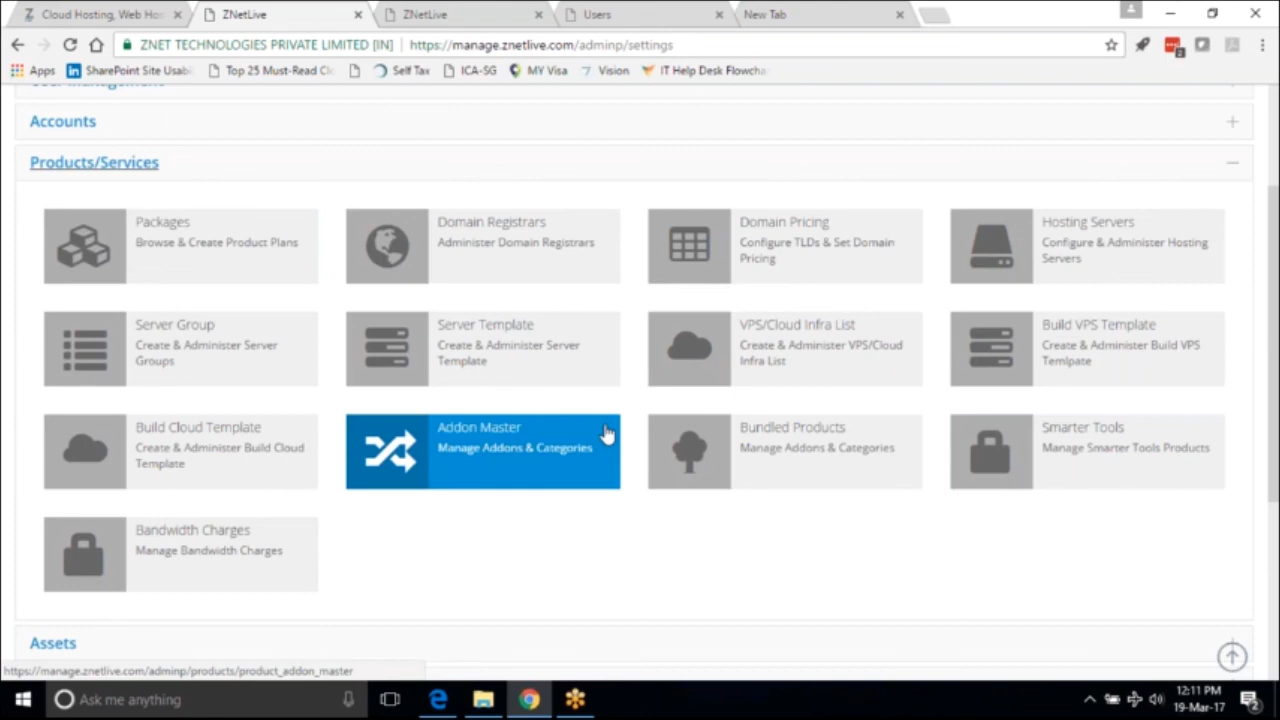 Cloud Hosting, Web Hos
ZNetLive
ZNetLive
Users
New Tab
ZNET TECHNOLOGIES PRIVATE LIMITED [IN]
https://manage.znetlive.com/adminp/settings
Apps
SharePoint Site Usabi
Top 25 Must-Read Cl
Self Tax
ICA-SG
MY Visa
Vision
IT Help Desk Flowcha
Accounts
Products/Services
Packages
Browse & Create Product Plans
Domain Registrars
Administer Domain Registrars
Domain Pricing
Configure TLDs & Set Domain
Pricing
Hosting Servers
Configure & Administer Hosting
Servers
Server Group
Create & Administer Server
Groups
Server Template
Create & Administer Server
Template
VPS/Cloud Infra List
Create & Administer VPS/Cloud
Infra List
Build VPS Template
Create & Administer Build VPS
Temlpate
Build Cloud Template
Create & Administer Build Cloud
Template
Addon Master
Manage Addons & Categories
Bundled Products
Manage Addons & Categories
Smarter Tools
Manage Smarter Tools Products
Bandwidth Charges
Manage Bandwidth Charges
Assets
https://manage.znetlive.com/adminp/products/product_addon_master
Ask me anything
12:11 PM
19-Mar-17
2